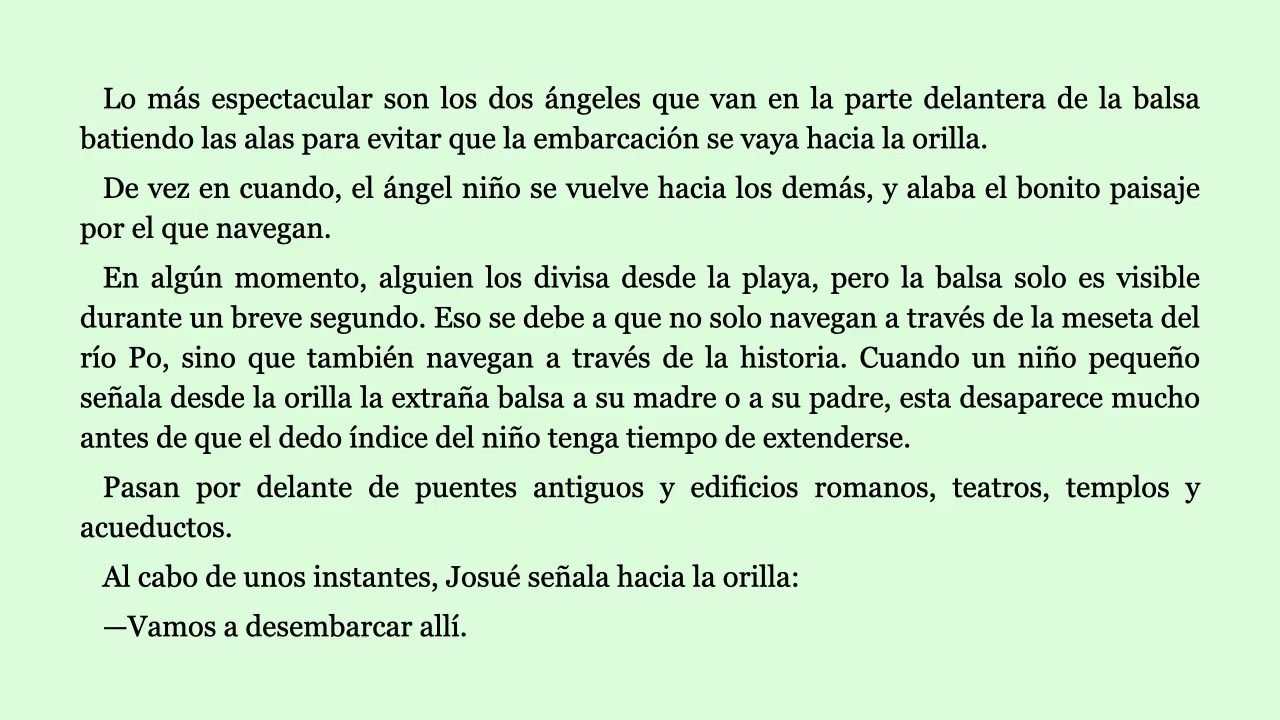 Lo más espectacular son los dos ángeles que van en la parte delantera de la balsa
batiendo las alas para evitar que la embarcación se vaya hacia la orilla.
De vez en cuando, el ángel niño se vuelve hacia los demás, y alaba el bonito paisaje
por el que navegan.
En algún momento, alguien los divisa desde la playa, pero la balsa solo es visible
durante un breve segundo. Eso se debe a que no solo navegan a través de la meseta del
río Po, sino que también navegan a través de la historia. Cuando un niño pequeño
señala desde la orilla la extraña balsa a su madre o a su padre, esta desaparece mucho
antes de que el dedo índice del niño tenga tiempo de extenderse.
Pasan por delante de puentes antiguos y edificios romanos, teatros, templos y
acueductos.
Al cabo de unos instantes, Josué señala hacia la orilla:
—Vamos a desembarcar allí.